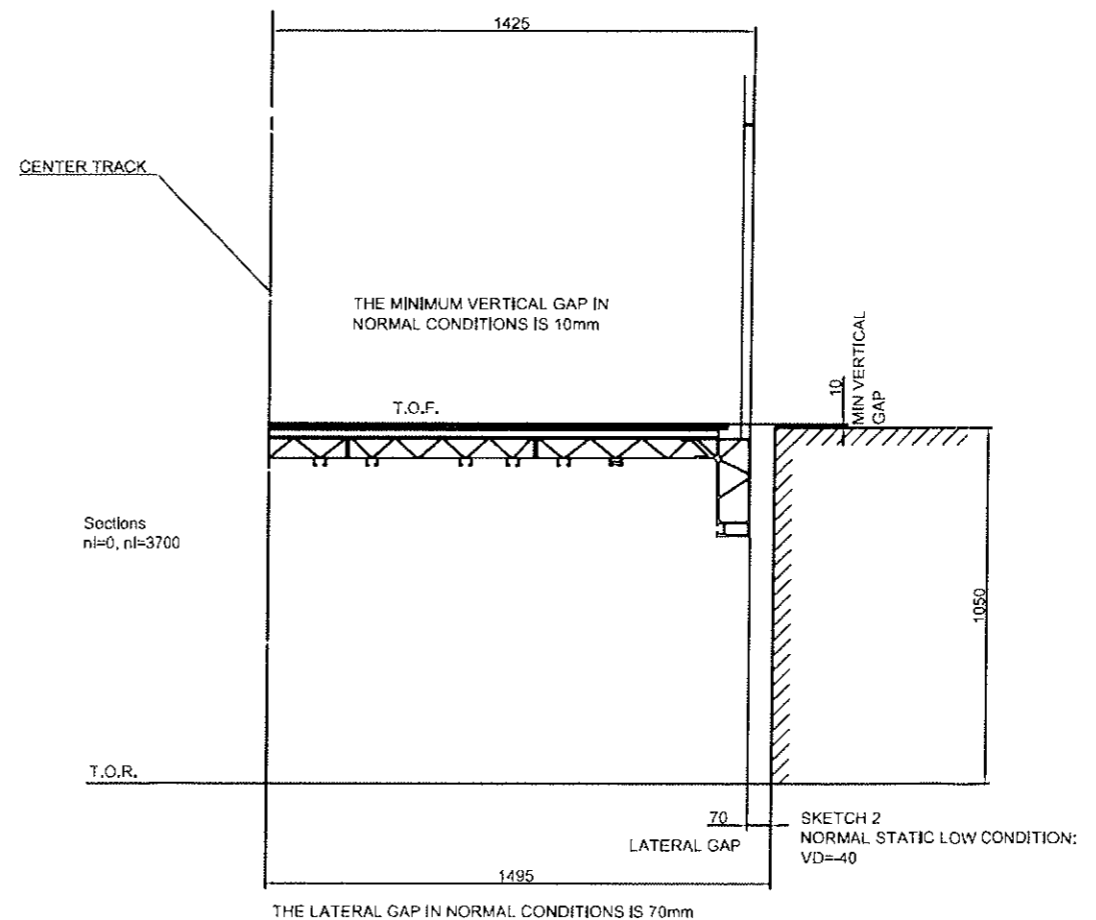 1425
CENTER TRACK
THE MINIMUM VERTICAL GAP IN
NORMAL CONDITIONS IS 10mm
10
MIN VERTICAL
GAP
T.O.F.
Sections
nl=0, nl=3700
1050
T.O.R.
70
LATERAL GAP
SKETCH 2
NORMAL STATIC LOW CONDITION:
VD=-40
1495
THE LATERAL GAP IN NORMAL CONDITIONS IS 70mm